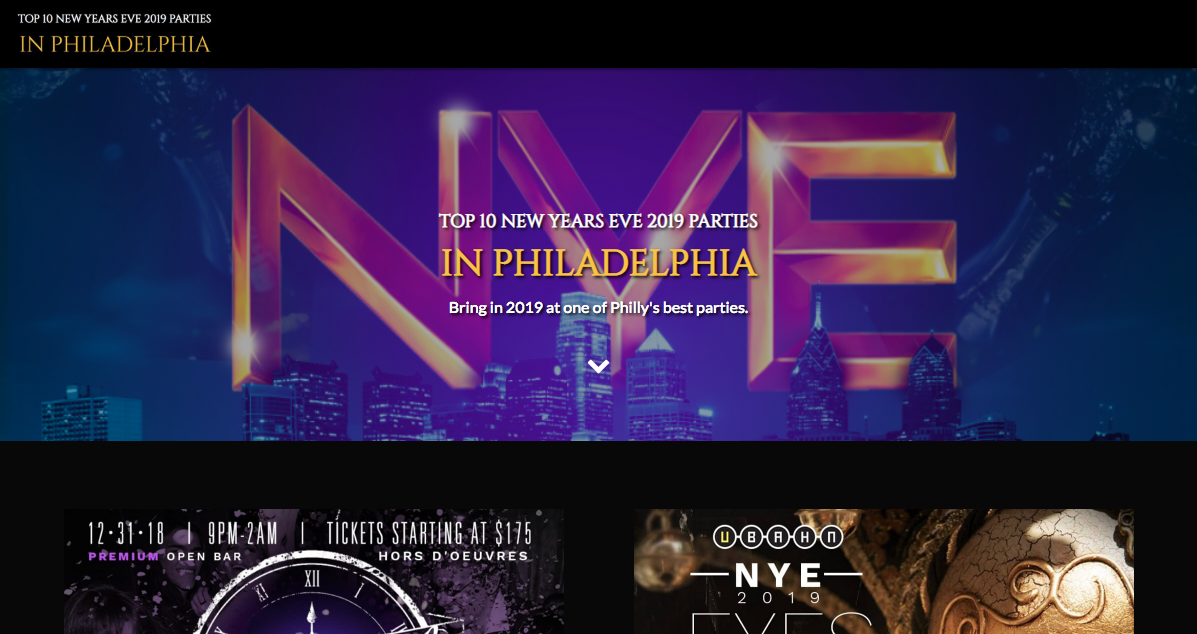 TOP 10 NEW YEARS EVE 2019 PARTIES
IN PHILADELPHIA
NYE
TOP 10 NEW YEARS EVE 2019 PARTIES
IN PHILADELPHIA
Bring in 2019 at one of Philly's best parties.
12•31•18 | 9PM-2AM | TICKETS STARTING AT $175
PREMIUM OPEN BAR HORS D'OEUVRES
XI XII I
UBAHN
NYE
2019
EYES